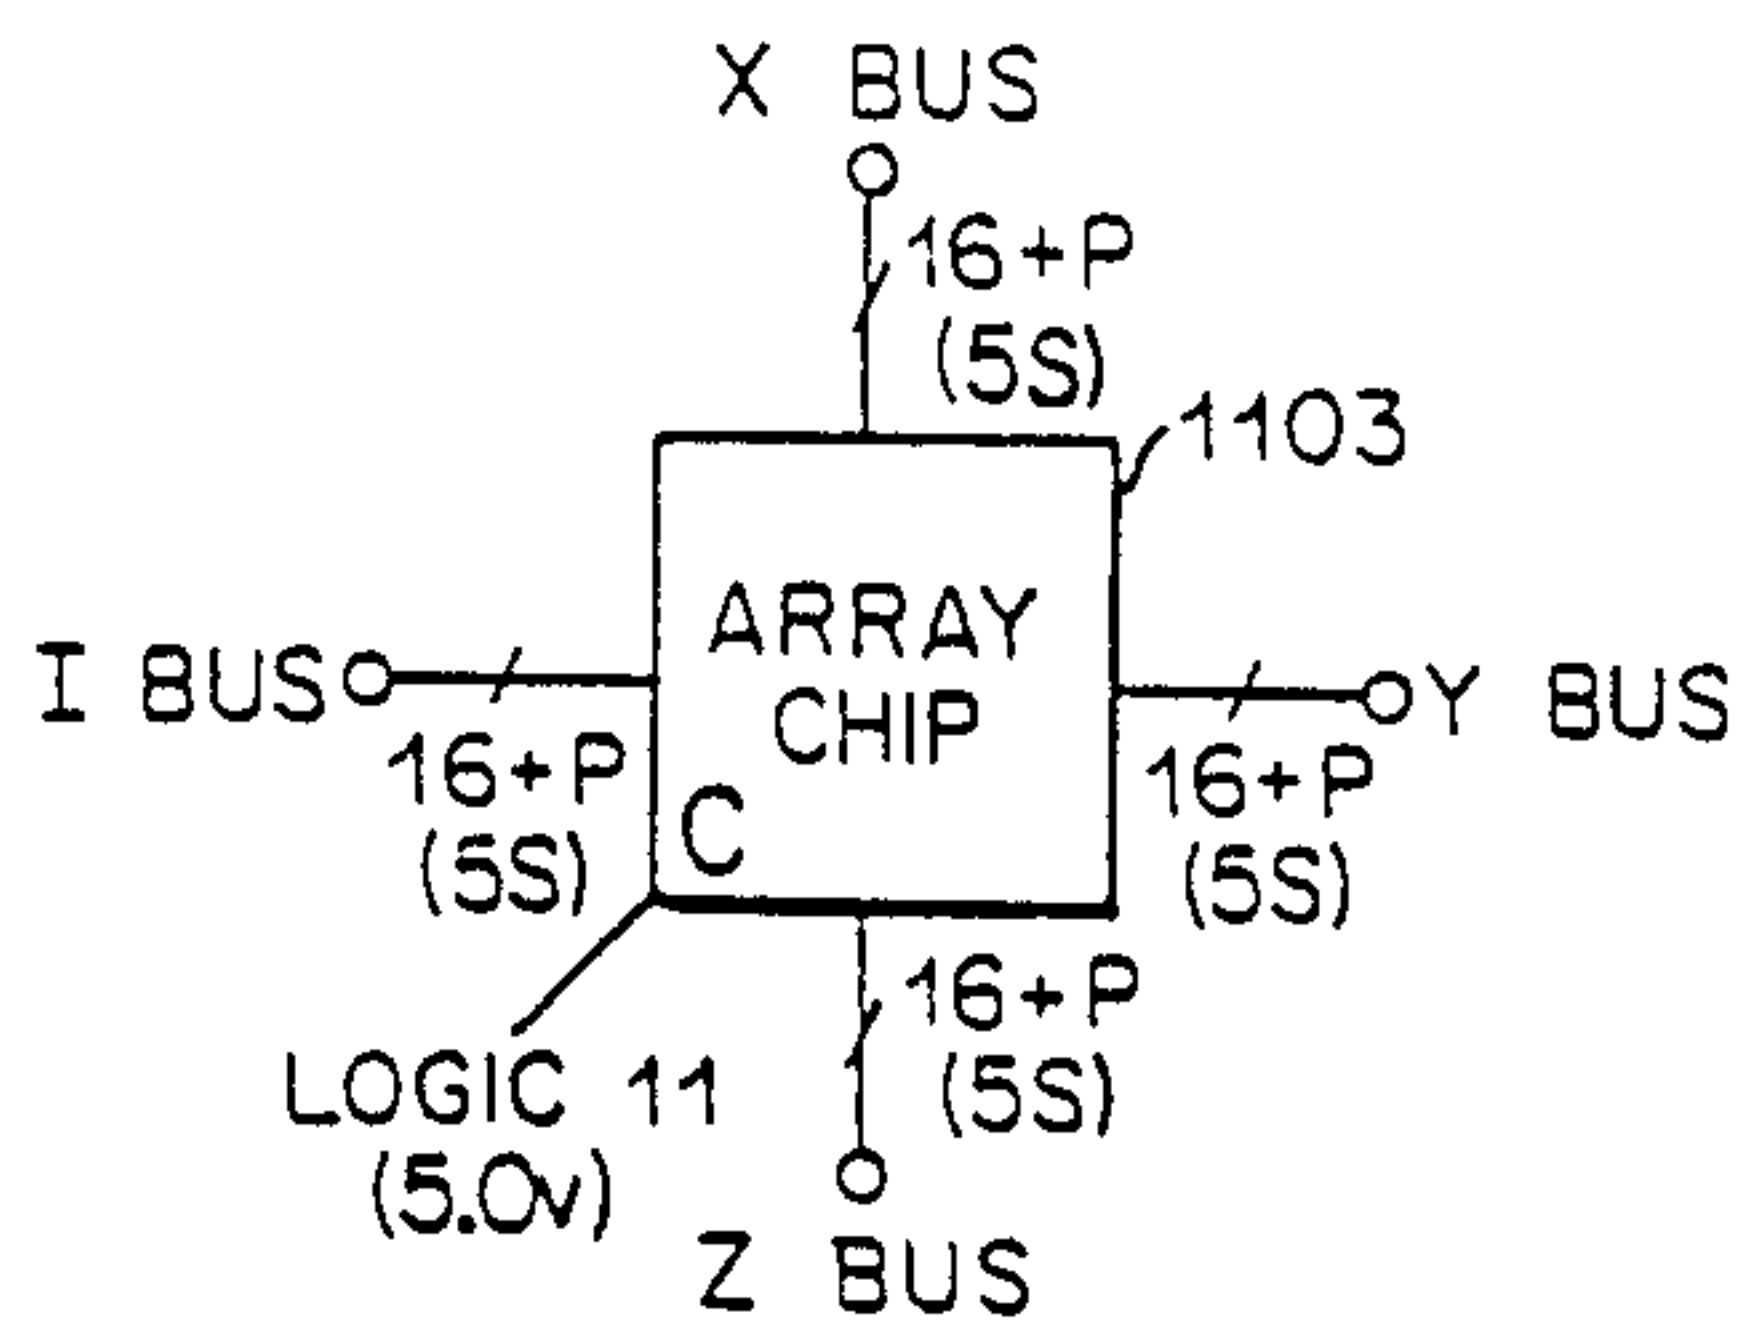 X BUS
16+P
(5S)
1103
ARRAY
CHIP
I BUS
Y BUS
16+P
(5S)
C
16+P
(5S)
16+P
(5S)
LOGIC 11
(5.0v)
Z BUS